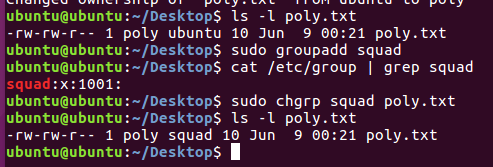 changed ownership of 'poly.txt' from ubuntu to poly
ubuntu@ubuntu:~/Desktop$ ls -l poly.txt
-rw-rw-r-- 1 poly ubuntu 10 Jun  9 00:21 poly.txt
ubuntu@ubuntu:~/Desktop$ sudo groupadd squad
ubuntu@ubuntu:~/Desktop$ cat /etc/group | grep squad
squad:x:1001:
ubuntu@ubuntu:~/Desktop$ sudo chgrp squad poly.txt
ubuntu@ubuntu:~/Desktop$ ls -l poly.txt
-rw-rw-r-- 1 poly squad 10 Jun  9 00:21 poly.txt
ubuntu@ubuntu:~/Desktop$